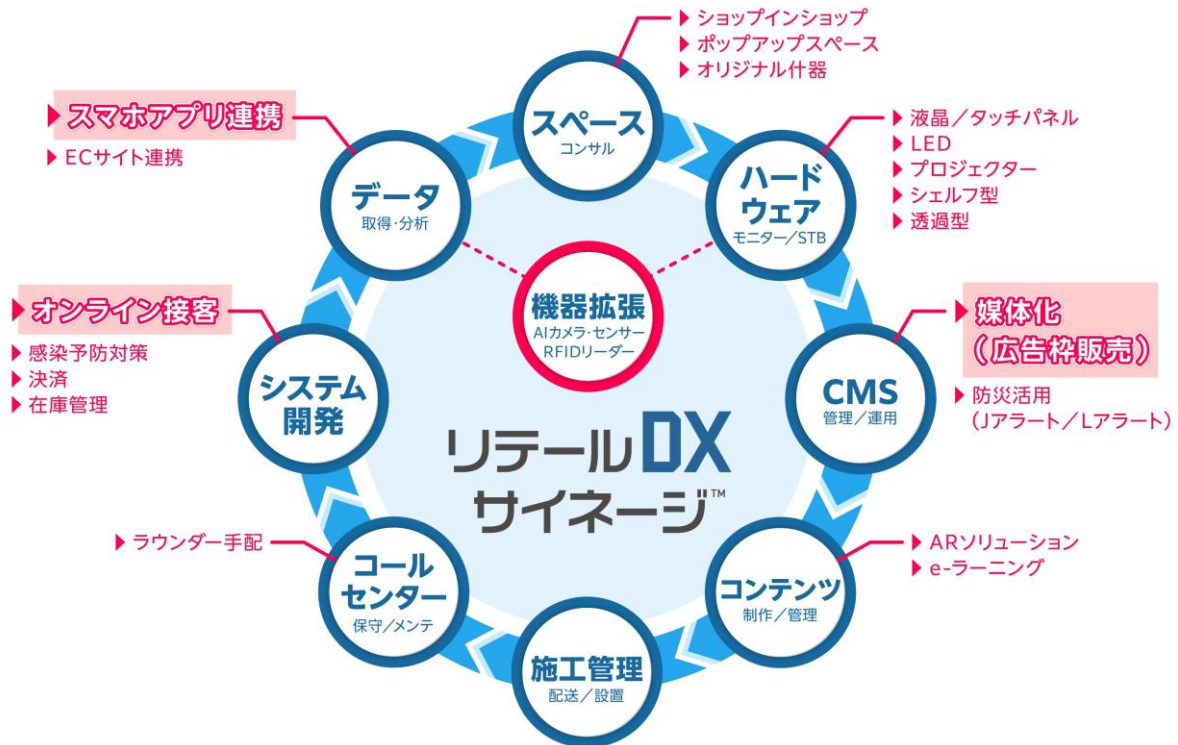 ▶ ショップインショップ
▶ ポップアップスペース
▶ オリジナル什器
スペース
コンサル
▶ 液晶／タッチパネル
▶ LED
▶ プロジェクター
▶ シェルフ型
▶ 透過型
ハード
ウェア
モニター／STB
▶ 媒体化
（広告枠販売）
▶ 防災活用
(Jアラート／Lアラート)
CMS
管理／運用
▶ ARソリューション
▶ e-ラーニング
コンテンツ
制作／管理
施工管理
配送／設置
▶ ラウンダー手配
コール
センター
保守／メンテ
▶ オンライン接客
▶ 感染予防対策
▶ 決済
▶ 在庫管理
システム
開発
▶ スマホアプリ連携
▶ ECサイト連携
データ
取得・分析
機器拡張
AIカメラ・センサー
RFIDリーダー
リテールDX
サイネージ™